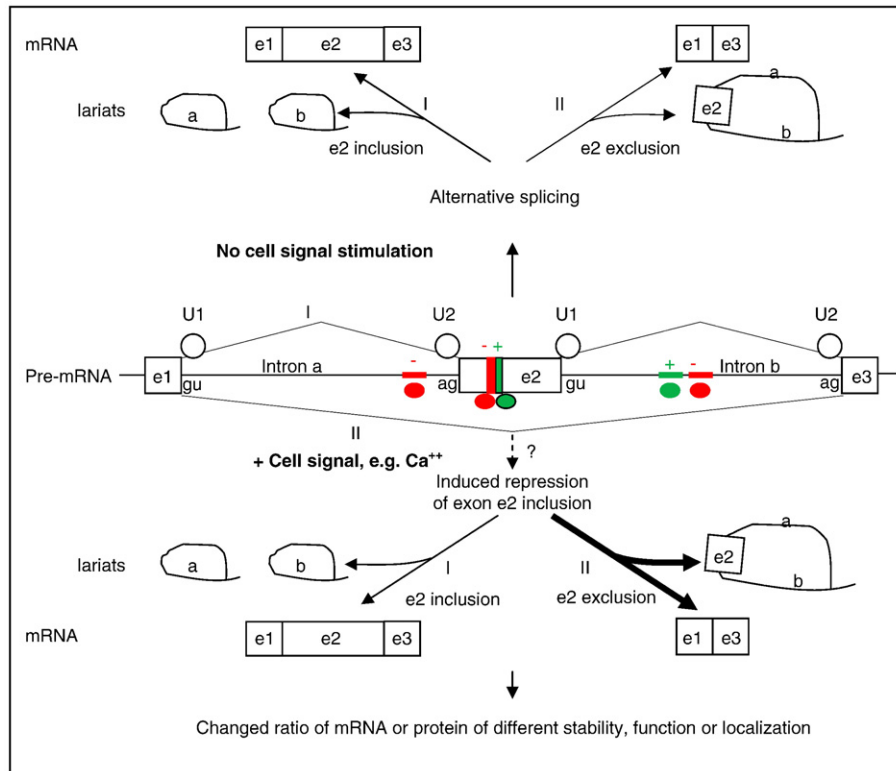 mRNA e1 e2 e3 e1 e3
a
lariats a b I II e2
b
e2 inclusion e2 exclusion
Alternative splicing
No cell signal stimulation
U1 I U2 U1 U2
- - + + -
Pre-mRNA e1 Intron a e2 Intron b e3
gu ag gu ag
II ?
+ Cell signal, e.g. Ca++
Induced repression
of exon e2 inclusion
a
lariats a b I II e2
b
e2 inclusion e2 exclusion
mRNA e1 e2 e3 e1 e3
Changed ratio of mRNA or protein of different stability, function or localization